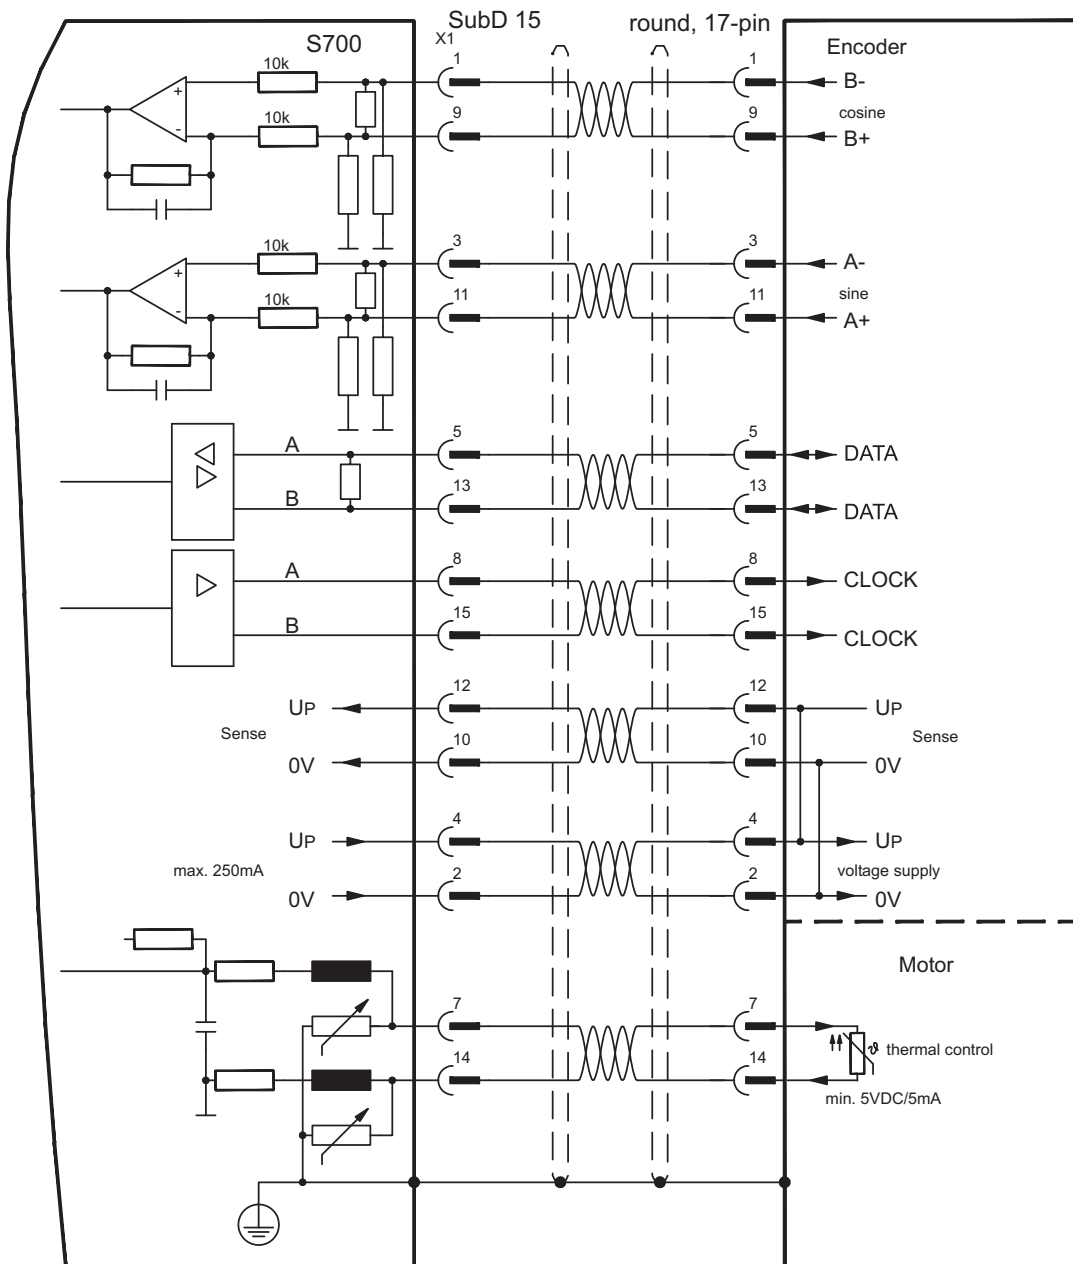 SubD 15 round, 17-pin
S700 X1 Encoder
10k 1 1 B-
cosine
10k 9 9 B+
10k 3 3 A-
sine
10k 11 11 A+
A 5 5 DATA
B 13 13 DATA
A 8 8 CLOCK
B 15 15 CLOCK
UP 12 12 UP
Sense Sense
0V 10 10 0V
UP 4 4 UP
max. 250mA voltage supply
0V 2 2 0V
Motor
7 7
ϑ thermal control
14 14
min. 5VDC/5mA
+
-
+
-